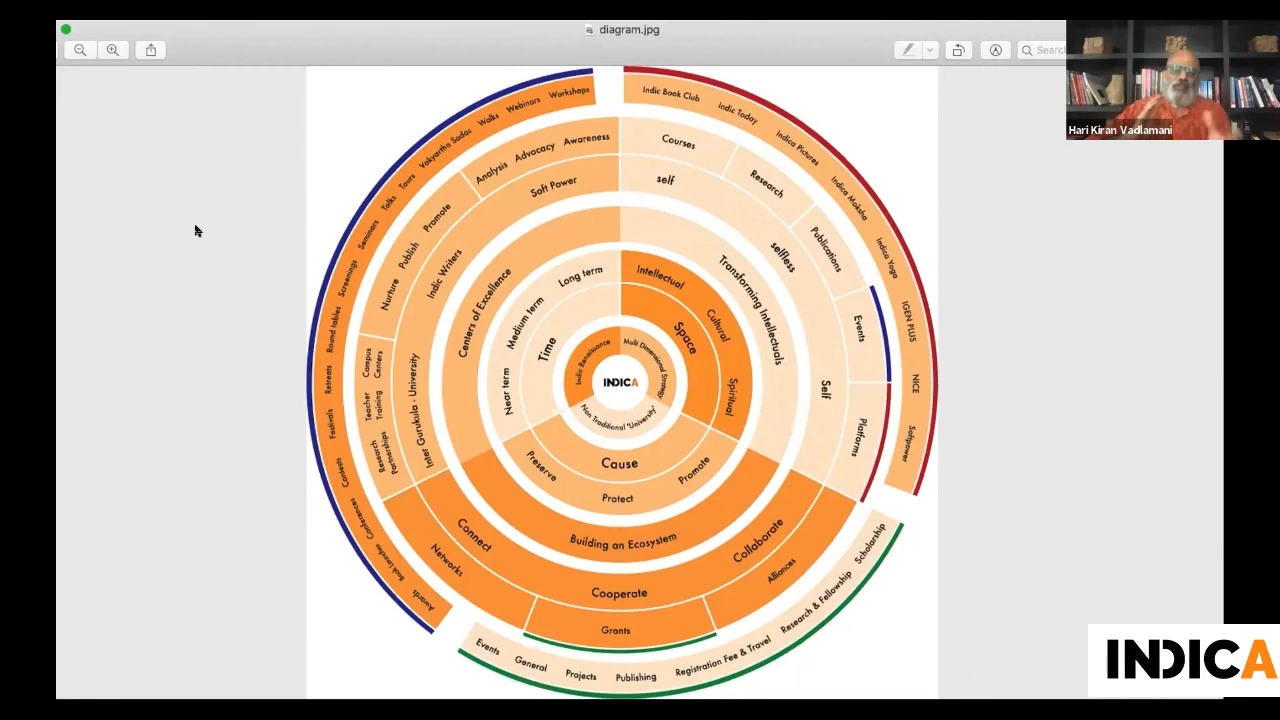 diagram.jpg
Search
Hari Kiran Vadlamani
Workshops
Webinars
Walks
Vakyartha Sadas
Tours
Talks
Seminars
Screenings
Round tables
Retreats
Festivals
Contests
Conferences
Book Launches
Awards
Indic Book Club
Indic Today
Indica Pictures
Indica Moksha
Indica Yoga
IGEN PLUS
NICE
Softpower
Analysis
Advocacy
Awareness
Soft Power
Nurture
Publish
Promote
Indic Writers
Campus Centers
Teacher Training
Research Partnerships
Inter Gurukula - University
Courses
Research
Publications
Events
Platforms
self
selfless
Self
Centers of Excellence
Transforming Intellectuals
Building an Ecosystem
Near term
Medium term
Long term
Time
Intellectual
Cultural
Spiritual
Space
Cause
Preserve
Protect
Promote
Indic Renaissance
Multi Dimensional Strategy
Non Traditional 'University'
INDICA
Connect
Cooperate
Collaborate
Networks
Grants
Alliances
Events
General
Projects
Publishing
Registration Fee & Travel
Research & Fellowship
Scholarship
INDICA